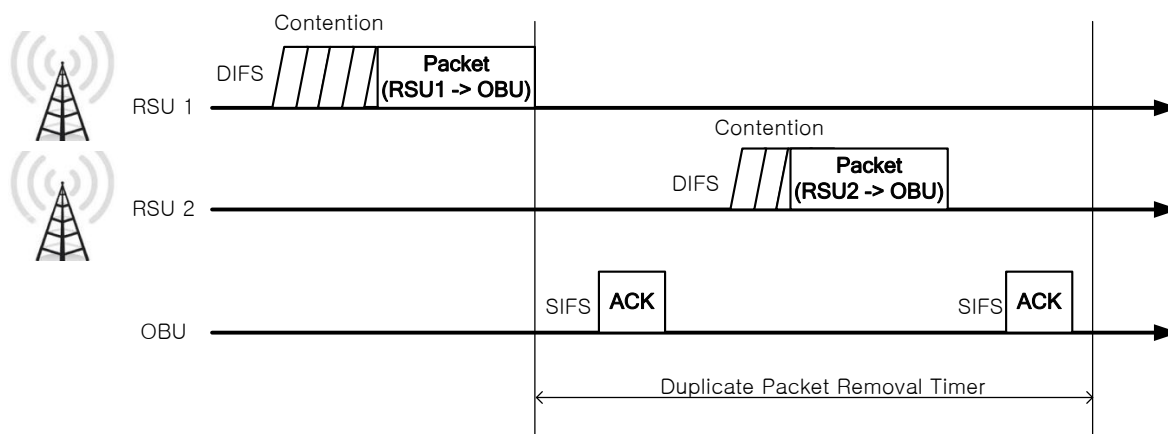 Contention
DIFS
Packet
(RSU1 -> OBU)
RSU 1
Contention
DIFS
Packet
(RSU2 -> OBU)
RSU 2
SIFS
ACK
SIFS
ACK
OBU
Duplicate Packet Removal Timer